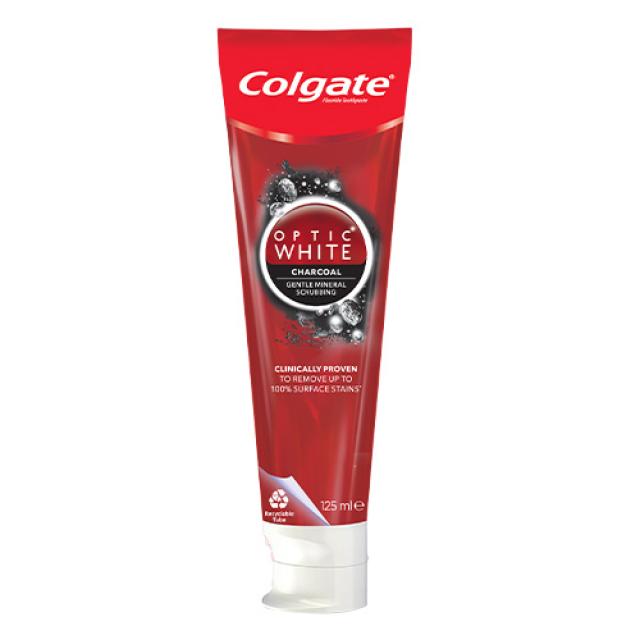 Colgate®
Fluoride Toothpaste
OPTIC
WHITE
CHARCOAL
GENTLE MINERAL
SCRUBBING
CLINICALLY PROVEN
TO REMOVE UP TO
100% SURFACE STAINS*
Recyclable
Tube
125 ml ℮